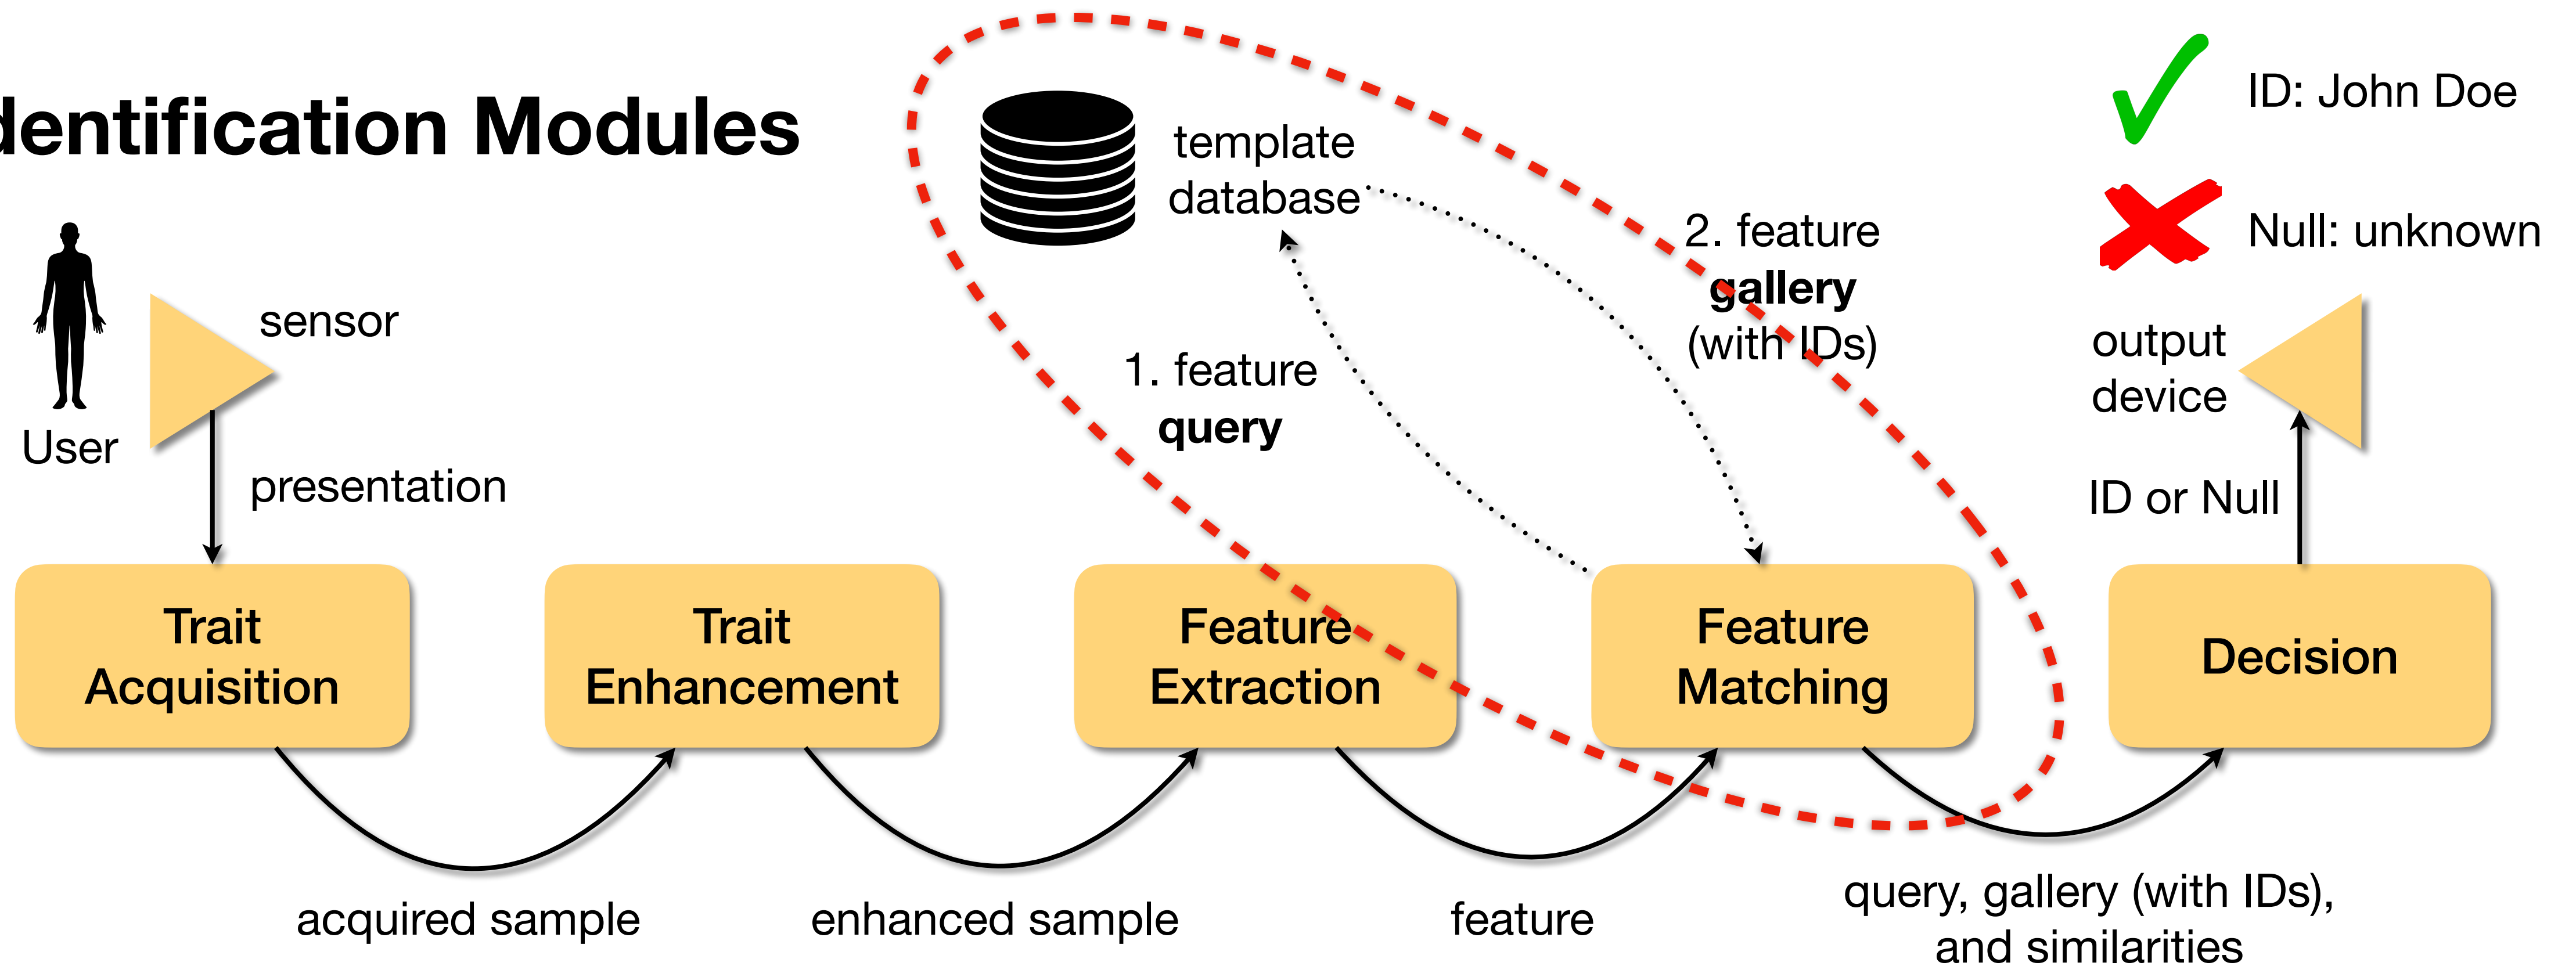 dentification Modules
template
database
ID: John Doe
Null: unknown
2. feature
gallery
(with IDs)
sensor
1. feature
query
output
device
User
presentation
ID or Null
Trait
Acquisition
Trait
Enhancement
Feature
Extraction
Feature
Matching
Decision
acquired sample
enhanced sample
feature
query, gallery (with IDs),
and similarities